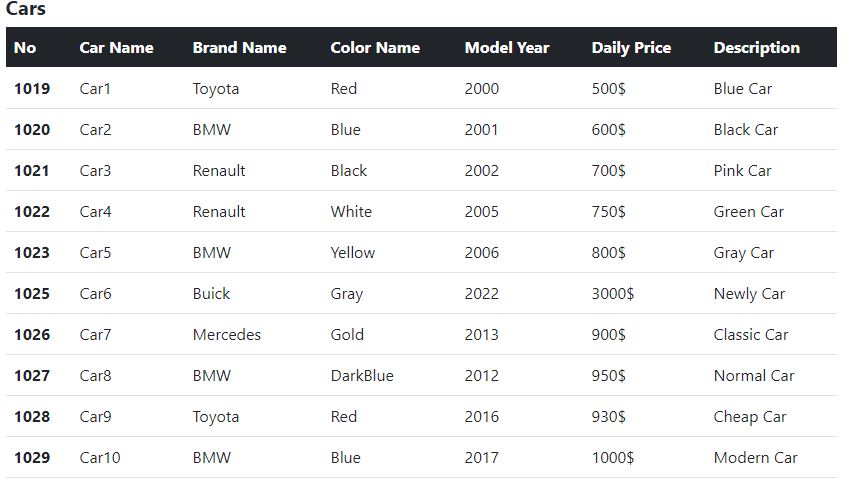 Cars
No Car Name Brand Name Color Name Model Year Daily Price Description
1019 Car1 Toyota Red 2000 500$ Blue Car
1020 Car2 BMW Blue 2001 600$ Black Car
1021 Car3 Renault Black 2002 700$ Pink Car
1022 Car4 Renault White 2005 750$ Green Car
1023 Car5 BMW Yellow 2006 800$ Gray Car
1025 Car6 Buick Gray 2022 3000$ Newly Car
1026 Car7 Mercedes Gold 2013 900$ Classic Car
1027 Car8 BMW DarkBlue 2012 950$ Normal Car
1028 Car9 Toyota Red 2016 930$ Cheap Car
1029 Car10 BMW Blue 2017 1000$ Modern Car